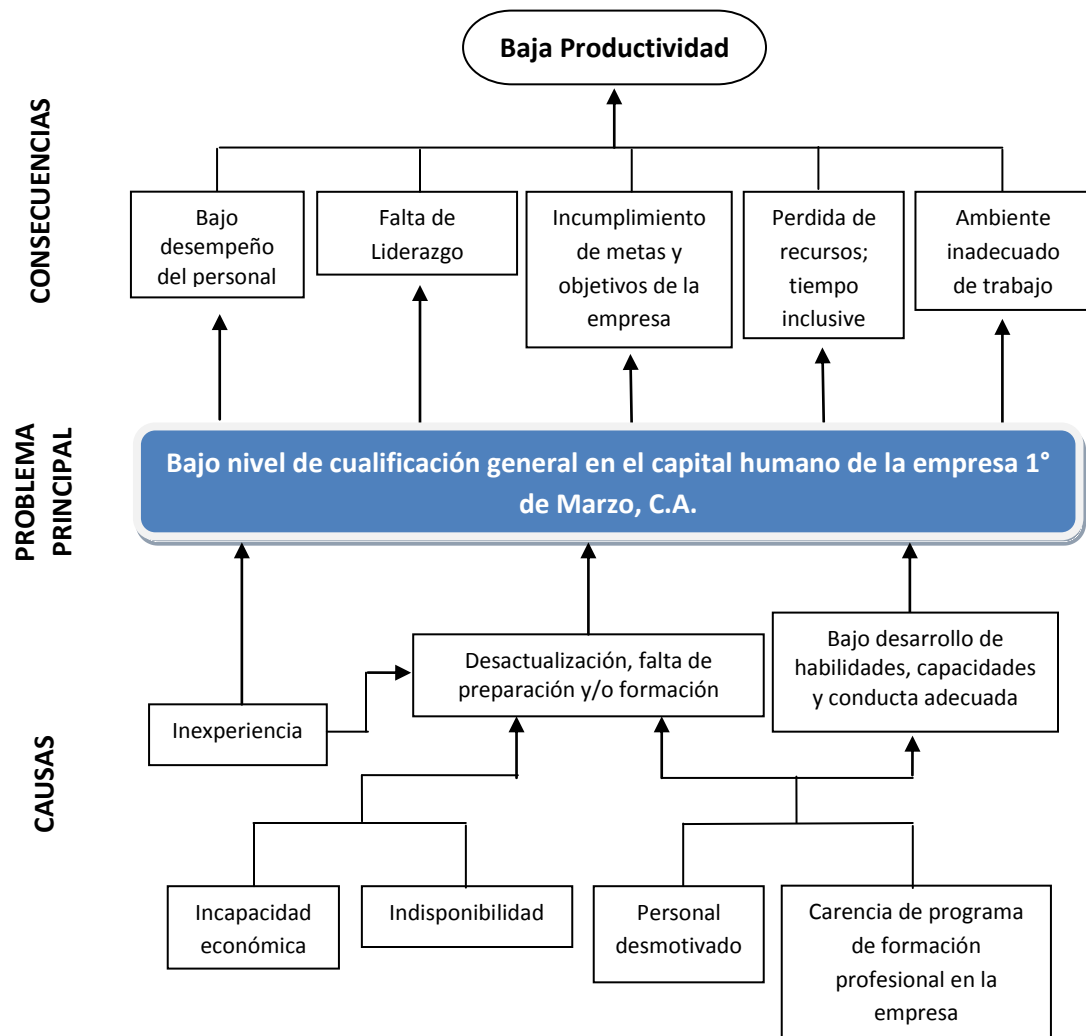 Baja Productividad
CONSECUENCIAS
Bajo
desempeño
del personal
Falta de
Liderazgo
Incumplimiento
de metas y
objetivos de la
empresa
Perdida de
recursos;
tiempo
inclusive
Ambiente
inadecuado
de trabajo
PROBLEMA
PRINCIPAL
Bajo nivel de cualificación general en el capital humano de la empresa 1°
de Marzo, C.A.
CAUSAS
Inexperiencia
Desactualización, falta de
preparación y/o formación
Bajo desarrollo de
habilidades, capacidades
y conducta adecuada
Incapacidad
económica
Indisponibilidad
Personal
desmotivado
Carencia de programa
de formación
profesional en la
empresa